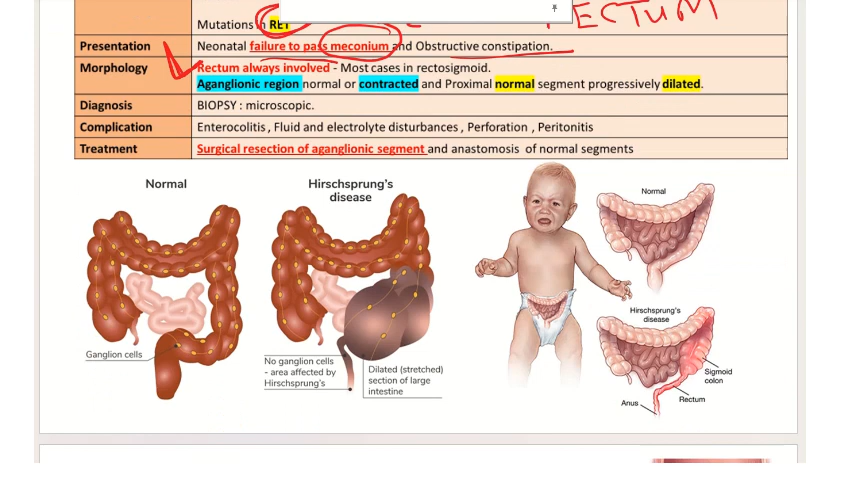 RECTUM
Mutations in RET
Presentation
Neonatal failure to pass meconium and Obstructive constipation.
Morphology
Rectum always involved - Most cases in rectosigmoid.
Aganglionic region normal or contracted and Proximal normal segment progressively dilated.
Diagnosis
BIOPSY : microscopic.
Complication
Enterocolitis , Fluid and electrolyte disturbances , Perforation , Peritonitis
Treatment
Surgical resection of aganglionic segment and anastomosis of normal segments
Normal
Hirschsprung's
disease
Ganglion cells
No ganglion cells
- area affected by
Hirschsprung's
Dilated (stretched)
section of large
intestine
Normal
Hirschsprung's
disease
Sigmoid
colon
Rectum
Anus